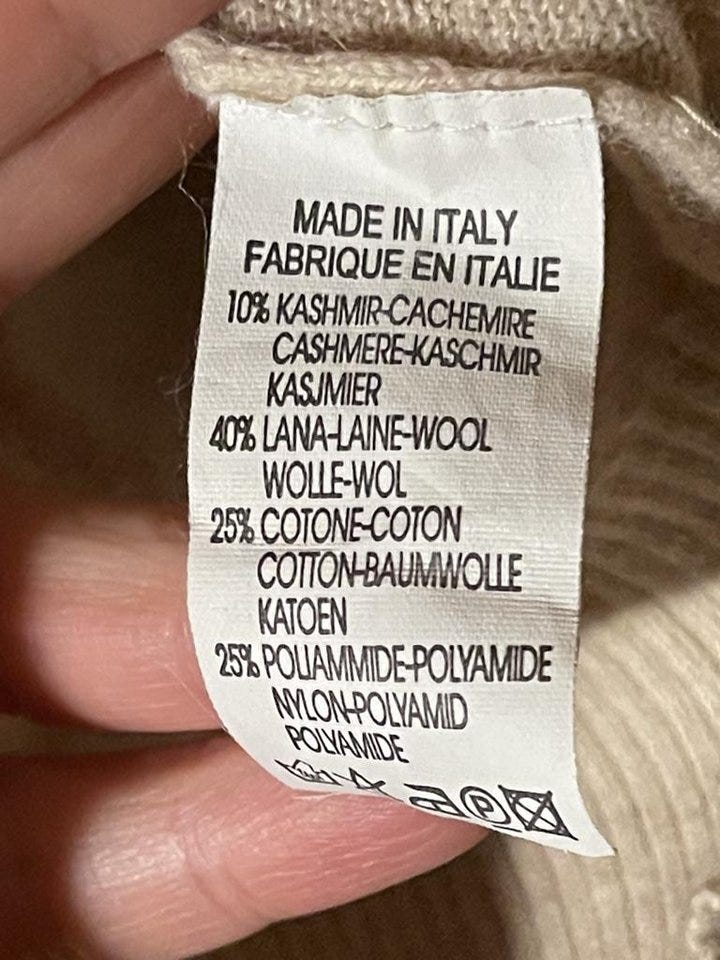 MADE IN ITALY
FABRIQUE EN ITALIE
10% KASHMIR-CACHEMIRE
CASHMERE-KASCHMIR
KASJMIER
40% LANA-LAINE-WOOL
WOLLE-WOL
25% COTONE-COTON
COTTON-BAUMWOLLE
KATOEN
25% POLIAMMIDE-POLYAMIDE
NYLON-POLYAMID
POLYAMIDE
P